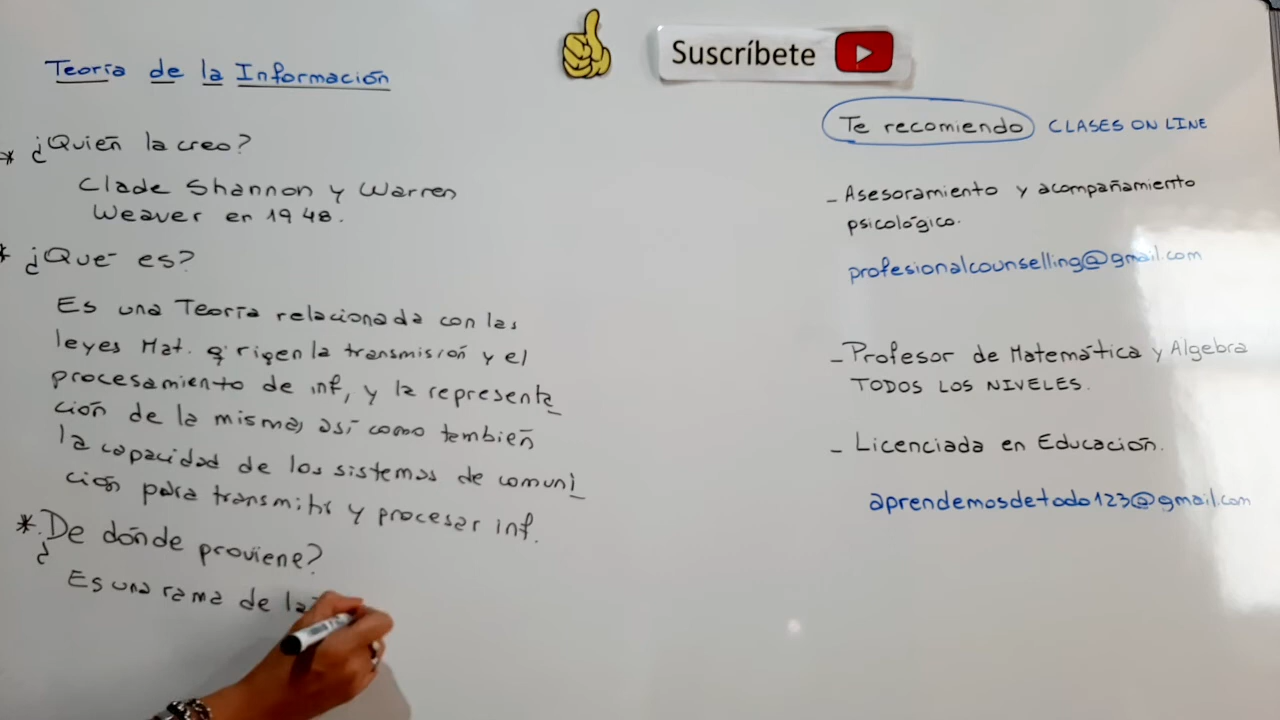 Teoría de la Información
* ¿Quién la creo?
Clade Shannon y Warren
Weaver en 1948.
* ¿Que es?
Es una Teoría relacionada con las
leyes Mat. q rigen la transmisión y el
procesamiento de inf, y la representa
ción de la misma, así como tembién
la capacidad de los sistemas de comuni
ción para transmitir y procesar inf.
* ¿De dónde proviene?
Es una rama de la
Suscríbete
Te recomiendo CLASES ON LINE
- Asesoramiento y acompañamiento
psicológico.
profesionalcounselling@gmail.com
- Profesor de Matemática y Algebra
TODOS LOS NIVELES.
- Licenciada en Educación.
aprendemosdetodo123@gmail.com